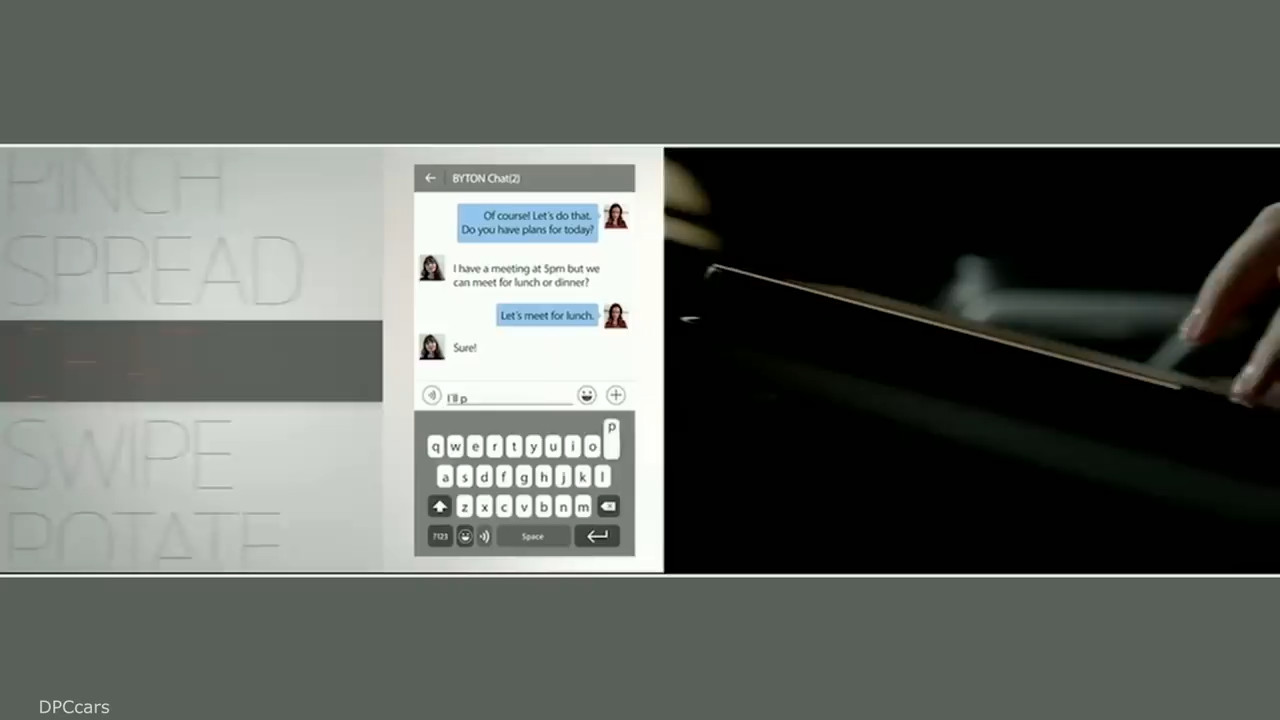 PINCH
SPREAD
SWIPE
ROTATE
BYTON Chat(2)
Of course! Let's do that.
Do you have plans for today?
I have a meeting at 5pm but we
can meet for lunch or dinner?
Let's meet for lunch.
Sure!
I'll p
p
q w e r t y u i o
a s d f g h j k l
z x c v b n m
?123 Space
DPCcars